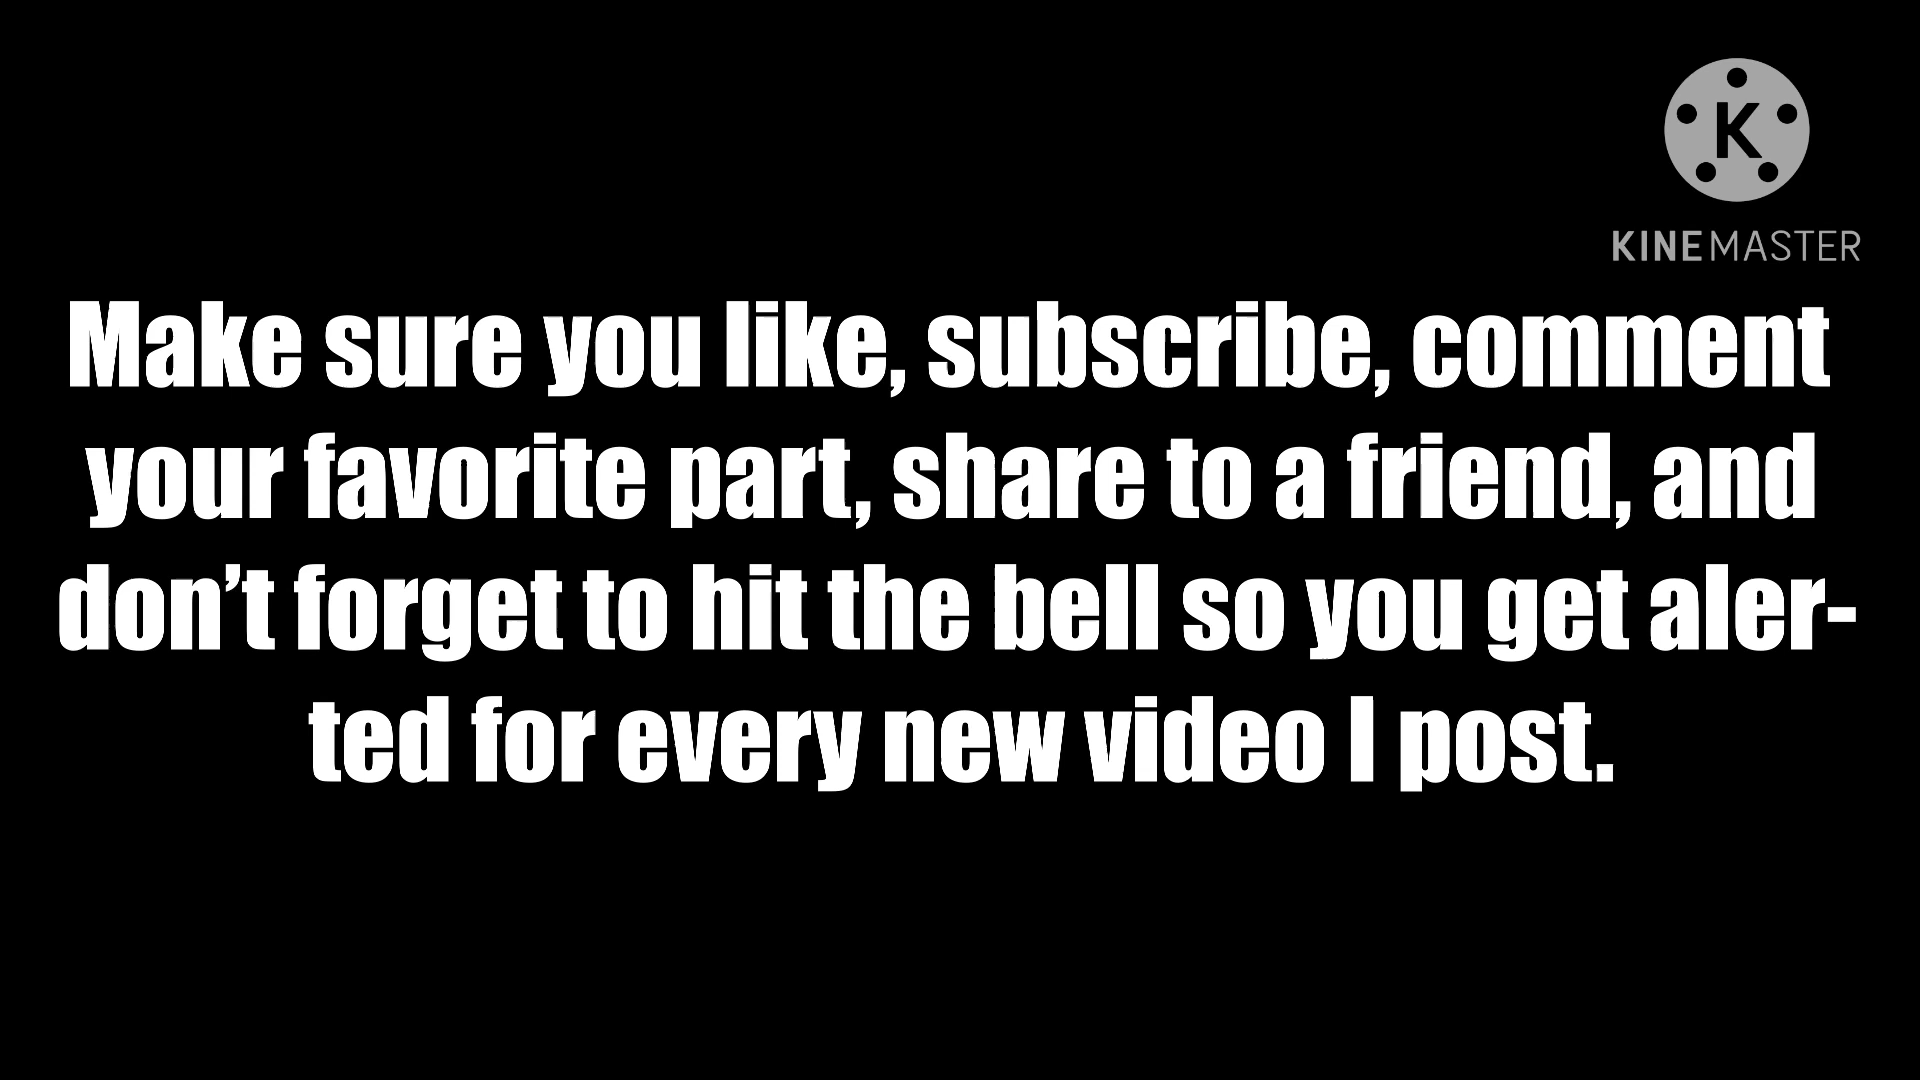 K
KINEMASTER
Make sure you like, subscribe, comment
your favorite part, share to a friend, and
don’t forget to hit the bell so you get aler-
ted for every new video I post.